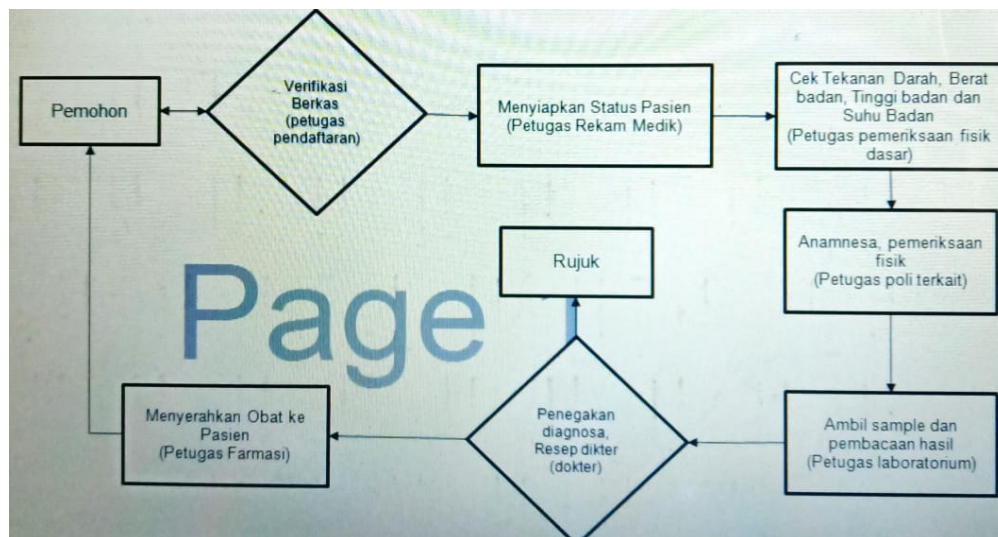 Pemohon
Verifikasi
Berkas
(petugas
pendaftaran)
Menyiapkan Status Pasien
(Petugas Rekam Medik)
Cek Tekanan Darah, Berat
badan, Tinggi badan dan
Suhu Badan
(Petugas pemeriksaan fisik
dasar)
Anamnesa, pemeriksaan
fisik
(Petugas poli terkait)
Rujuk
Page
Menyerahkan Obat ke
Pasien
(Petugas Farmasi)
Penegakan
diagnosa,
Resep dikter
(dokter)
Ambil sample dan
pembacaan hasil
(Petugas laboratorium)